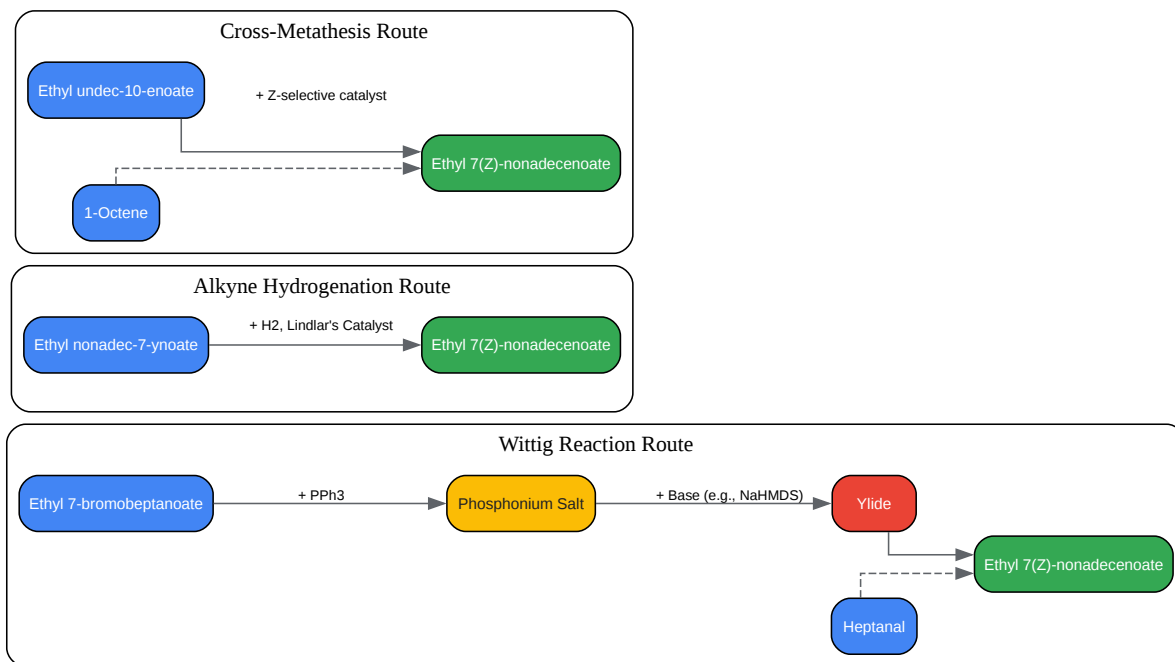 Cross-Metathesis Route
Ethyl undec-10-enoate
+ Z-selective catalyst
Ethyl 7(Z)-nonadecenoate
1-Octene
Alkyne Hydrogenation Route
Ethyl nonadec-7-ynoate
+ H2, Lindlar's Catalyst
Ethyl 7(Z)-nonadecenoate
Wittig Reaction Route
Ethyl 7-bromobeptanoate
+ PPh3
Phosphonium Salt
+ Base (e.g., NaHMDS)
Ylide
Ethyl 7(Z)-nonadecenoate
Heptanal